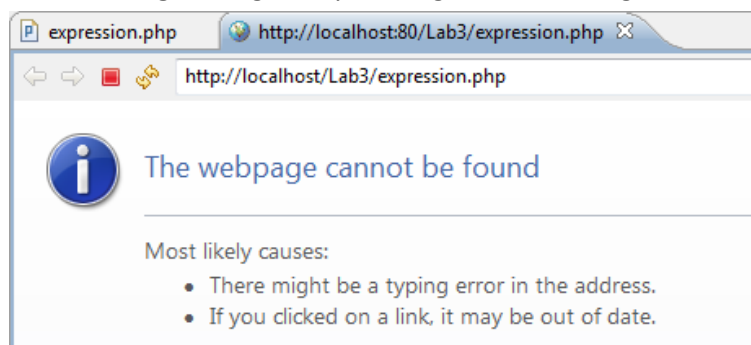 expression.php
http://localhost:80/Lab3/expression.php
http://localhost/Lab3/expression.php
The webpage cannot be found
Most likely causes:
• There might be a typing error in the address.
• If you clicked on a link, it may be out of date.